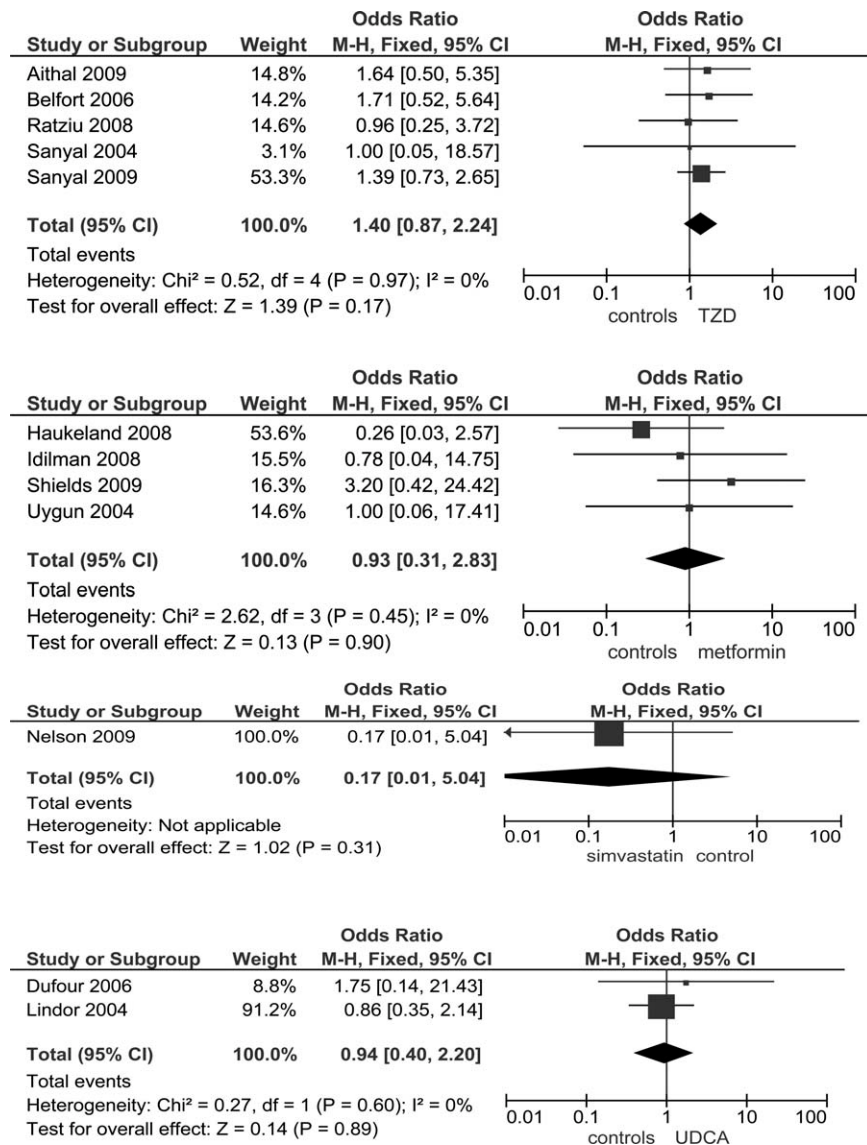 Odds Ratio Odds Ratio
Study or Subgroup Weight M-H, Fixed, 95% CI M-H, Fixed, 95% CI
Aithal 2009 14.8% 1.64 [0.50, 5.35]
Belfort 2006 14.2% 1.71 [0.52, 5.64]
Ratziu 2008 14.6% 0.96 [0.25, 3.72]
Sanyal 2004 3.1% 1.00 [0.05, 18.57]
Sanyal 2009 53.3% 1.39 [0.73, 2.65]
Total (95% CI) 100.0% 1.40 [0.87, 2.24]
Total events
Heterogeneity: Chi² = 0.52, df = 4 (P = 0.97); I² = 0%
Test for overall effect: Z = 1.39 (P = 0.17)
0.01 0.1 1 10 100
controls TZD
Odds Ratio Odds Ratio
Study or Subgroup Weight M-H, Fixed, 95% CI M-H, Fixed, 95% CI
Haukeland 2008 53.6% 0.26 [0.03, 2.57]
Idilman 2008 15.5% 0.78 [0.04, 14.75]
Shields 2009 16.3% 3.20 [0.42, 24.42]
Uygun 2004 14.6% 1.00 [0.06, 17.41]
Total (95% CI) 100.0% 0.93 [0.31, 2.83]
Total events
Heterogeneity: Chi² = 2.62, df = 3 (P = 0.45); I² = 0%
Test for overall effect: Z = 0.13 (P = 0.90)
0.01 0.1 1 10 100
controls metformin
Odds Ratio Odds Ratio
Study or Subgroup Weight M-H, Fixed, 95% CI M-H, Fixed, 95% CI
Nelson 2009 100.0% 0.17 [0.01, 5.04]
Total (95% CI) 100.0% 0.17 [0.01, 5.04]
Total events
Heterogeneity: Not applicable
Test for overall effect: Z = 1.02 (P = 0.31)
0.01 0.1 1 10 100
simvastatin control
Odds Ratio Odds Ratio
Study or Subgroup Weight M-H, Fixed, 95% CI M-H, Fixed, 95% CI
Dufour 2006 8.8% 1.75 [0.14, 21.43]
Lindor 2004 91.2% 0.86 [0.35, 2.14]
Total (95% CI) 100.0% 0.94 [0.40, 2.20]
Total events
Heterogeneity: Chi² = 0.27, df = 1 (P = 0.60); I² = 0%
Test for overall effect: Z = 0.14 (P = 0.89)
0.01 0.1 1 10 100
controls UDCA